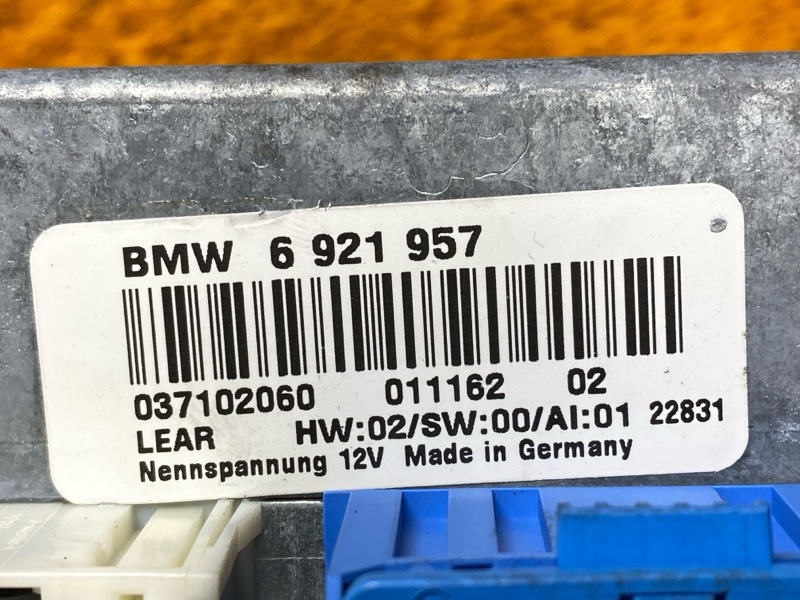 BMW 6 921 957
037102060 011162 02
LEAR HW:02/SW:00/AI:01 22831
Nennspannung 12V Made in Germany